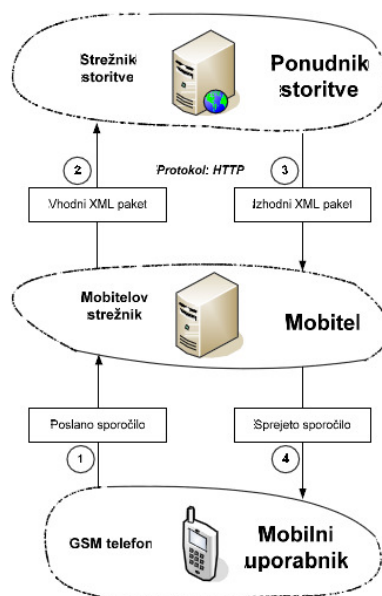 Strežnik
storitve
Ponudnik
storitve
2
Protokol: HTTP
3
Vhodni XML paket
Izhodni XML paket
Mobitelov
strežnik
Mobitel
Poslano sporočilo
Sprejeto sporočilo
1
4
GSM telefon
Mobilni
uporabnik